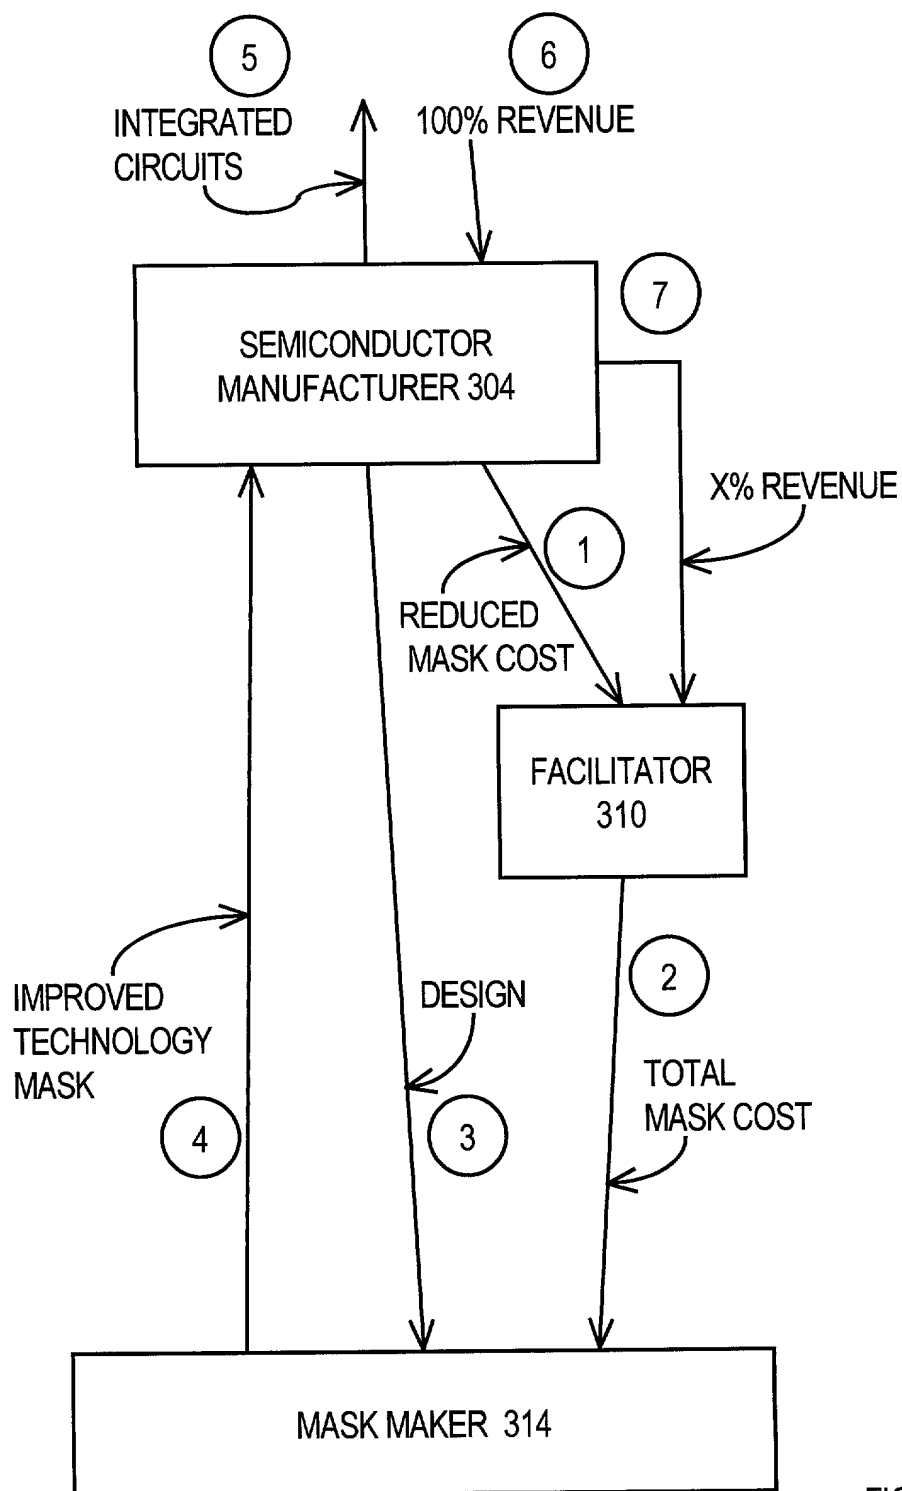 5
6
INTEGRATED
CIRCUITS
100% REVENUE
7
SEMICONDUCTOR
MANUFACTURER 304
X% REVENUE
1
REDUCED
MASK COST
FACILITATOR
310
2
IMPROVED
TECHNOLOGY
MASK
DESIGN
TOTAL
MASK COST
4
3
MASK MAKER 314